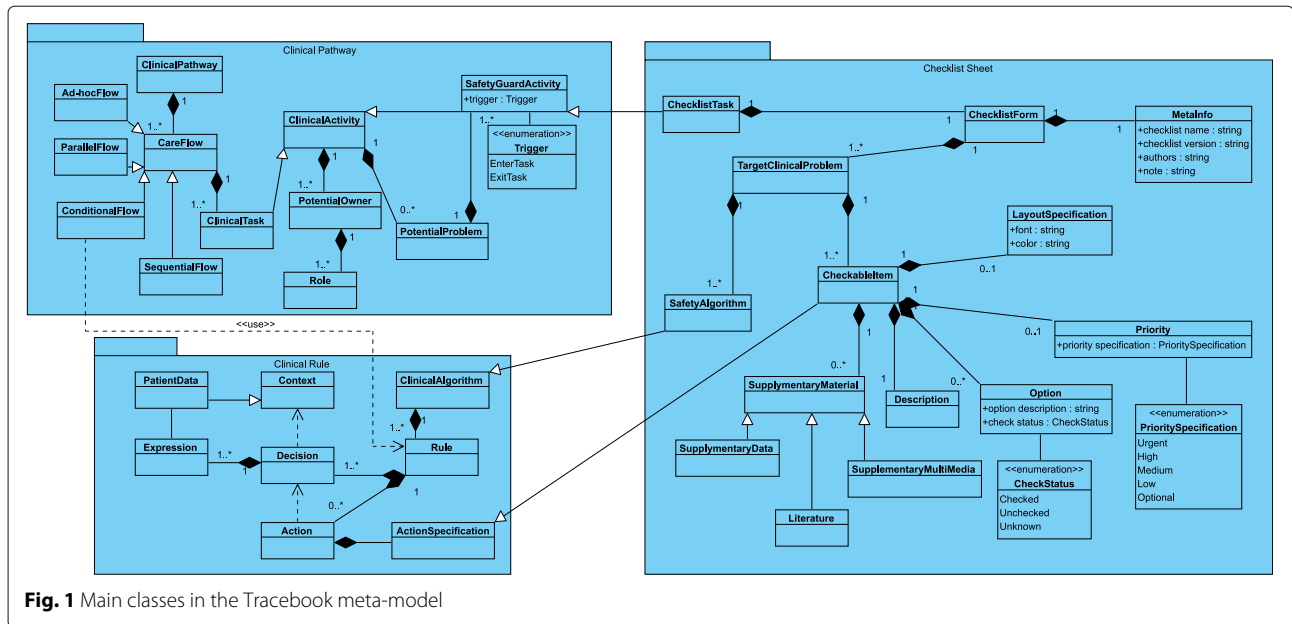 Clinical Pathway
ClinicalPathway
1
1..*
Ad-hocFlow
ParallelFlow
CareFlow
1
1..*
ConditionalFlow
SequentialFlow
ClinicalTask
ClinicalActivity
1
1
1..*
PotentialOwner
1
1..*
Role
0..*
PotentialProblem
1
1..*
SafetyGuardActivity
+trigger : Trigger
<<enumeration>>
Trigger
EnterTask
ExitTask
<<use>>
Clinical Rule
PatientData
Context
ClinicalAlgorithm
1
1..*
Expression
1..*
1
Decision
1..*
Rule
1
0..*
Action
ActionSpecification
Checklist Sheet
ChecklistTask
1
1
ChecklistForm
1
1
MetaInfo
+checklist name : string
+checklist version : string
+authors : string
+note : string
1..*
1
TargetClinicalProblem
1
1
1..*
1..*
SafetyAlgorithm
LayoutSpecification
+font : string
+color : string
CheckableItem
1
0..1
1
1
1
0..1
Priority
+priority specification : PrioritySpecification
0..*
SupplymentaryMaterial
1
Description
0..*
Option
+option description : string
+check status : CheckStatus
<<enumeration>>
PrioritySpecification
Urgent
High
Medium
Low
Optional
SupplymentaryData
SupplementaryMultiMedia
Literature
<<enumeration>>
CheckStatus
Checked
Unchecked
Unknown
Fig. 1 Main classes in the Tracebook meta-model